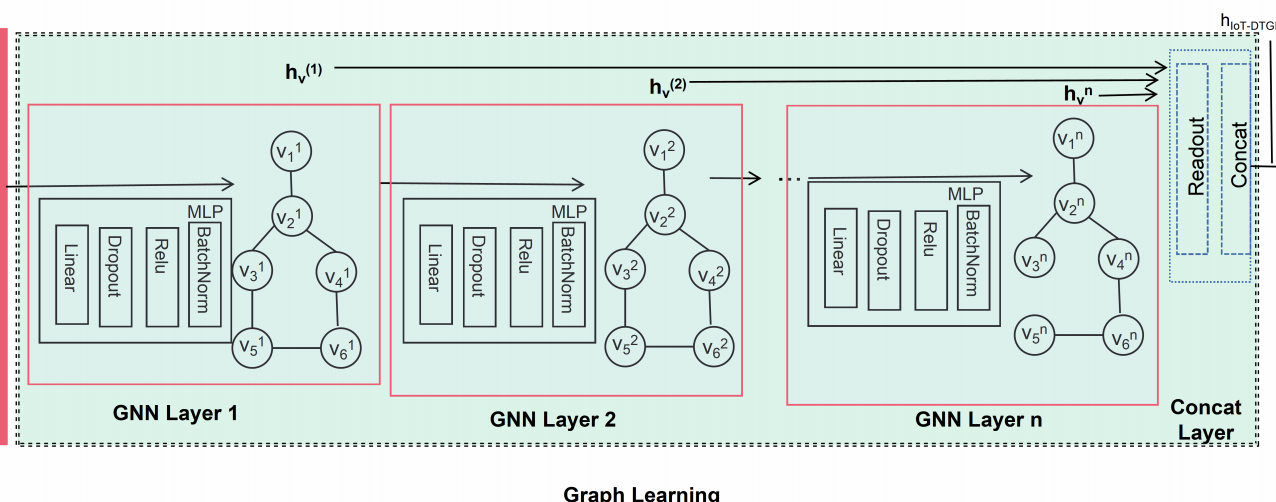 h_IoT-DTG
h_v^(1)
h_v^(2)
h_v^n
MLP
Linear
Dropout
Relu
BatchNorm
v_1^1
v_2^1
v_3^1
v_4^1
v_5^1
v_6^1
GNN Layer 1
MLP
Linear
Dropout
Relu
BatchNorm
v_1^2
v_2^2
v_3^2
v_4^2
v_5^2
v_6^2
GNN Layer 2
...
MLP
Linear
Dropout
Relu
BatchNorm
v_1^n
v_2^n
v_3^n
v_4^n
v_5^n
v_6^n
GNN Layer n
Readout
Concat
Concat
Layer
Graph Learning